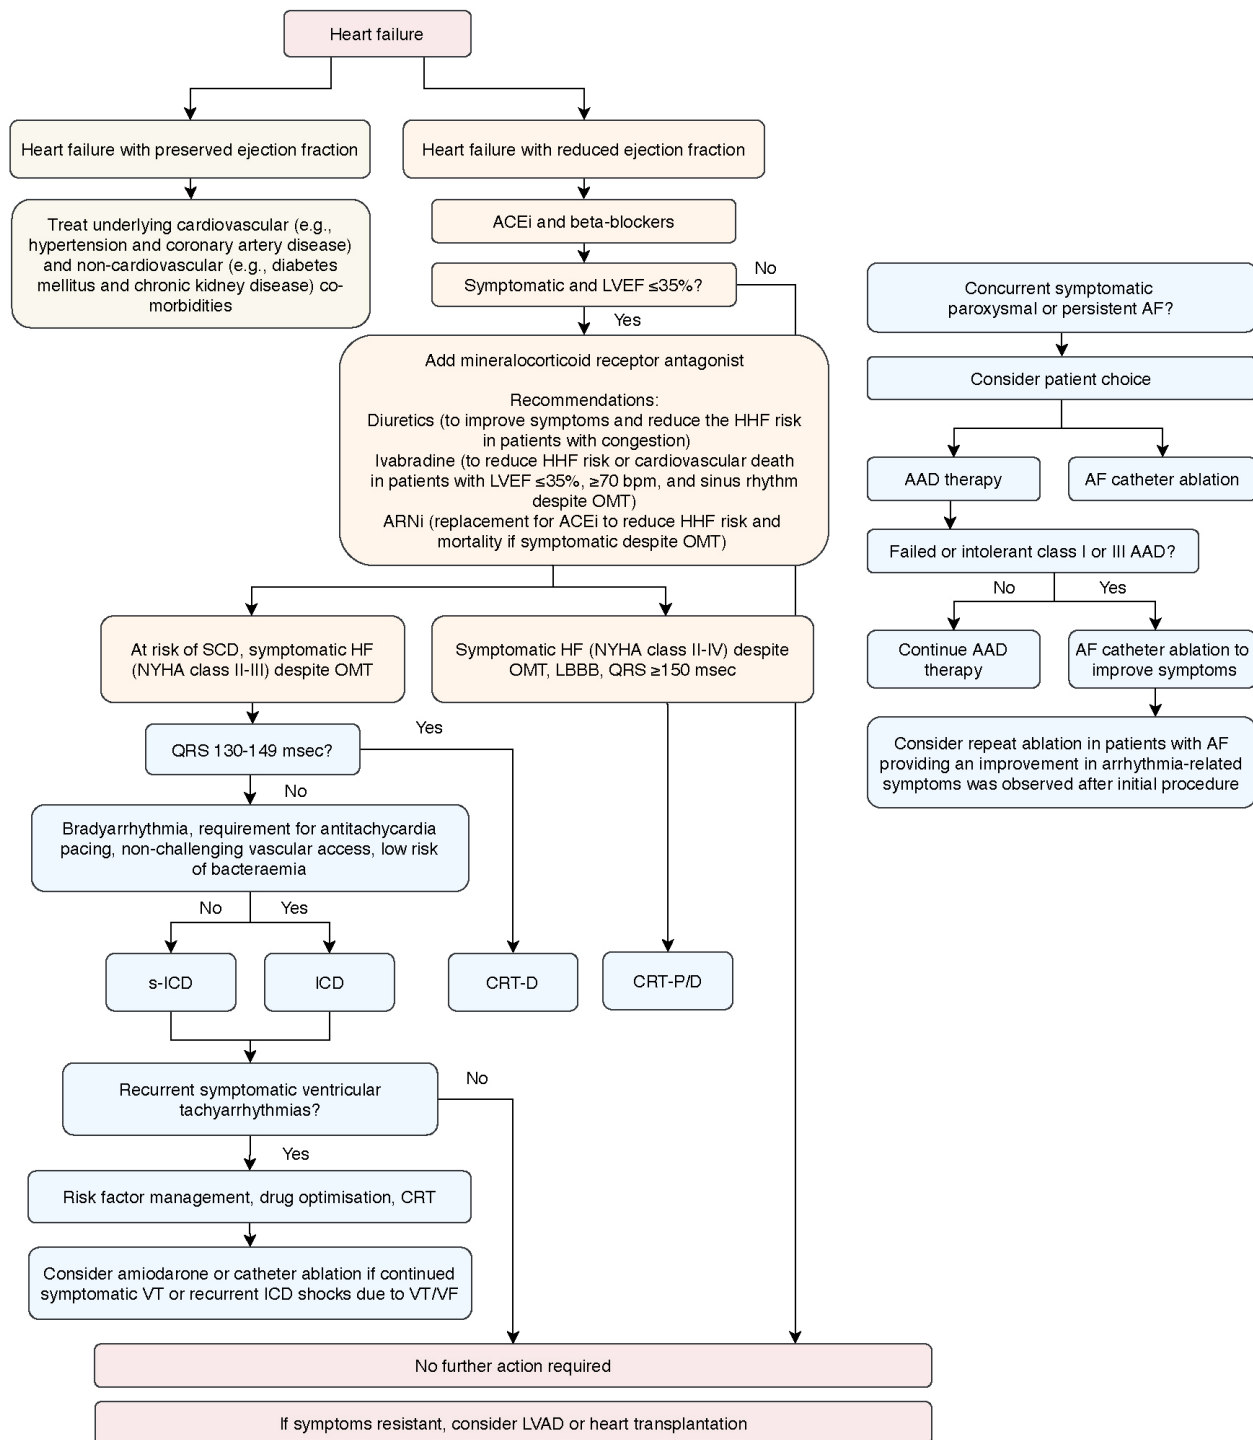 Heart failure
Heart failure with preserved ejection fraction
Heart failure with reduced ejection fraction
Treat underlying cardiovascular (e.g.,
hypertension and coronary artery disease)
and non-cardiovascular (e.g., diabetes
mellitus and chronic kidney disease) co-
morbidities
ACEi and beta-blockers
Symptomatic and LVEF ≤35%?
No
Yes
Add mineralocorticoid receptor antagonist
Recommendations:
Diuretics (to improve symptoms and reduce the HHF risk
in patients with congestion)
Ivabradine (to reduce HHF risk or cardiovascular death
in patients with LVEF ≤35%, ≥70 bpm, and sinus rhythm
despite OMT)
ARNi (replacement for ACEi to reduce HHF risk and
mortality if symptomatic despite OMT)
At risk of SCD, symptomatic HF
(NYHA class II-III) despite OMT
Symptomatic HF (NYHA class II-IV) despite
OMT, LBBB, QRS ≥150 msec
QRS 130-149 msec?
Yes
No
Bradyarrhythmia, requirement for antitachycardia
pacing, non-challenging vascular access, low risk
of bacteraemia
No
Yes
s-ICD
ICD
CRT-D
CRT-P/D
Recurrent symptomatic ventricular
tachyarrhythmias?
No
Yes
Risk factor management, drug optimisation, CRT
Consider amiodarone or catheter ablation if continued
symptomatic VT or recurrent ICD shocks due to VT/VF
No further action required
If symptoms resistant, consider LVAD or heart transplantation
Concurrent symptomatic
paroxysmal or persistent AF?
Consider patient choice
AAD therapy
AF catheter ablation
Failed or intolerant class I or III AAD?
No
Yes
Continue AAD
therapy
AF catheter ablation to
improve symptoms
Consider repeat ablation in patients with AF
providing an improvement in arrhythmia-related
symptoms was observed after initial procedure